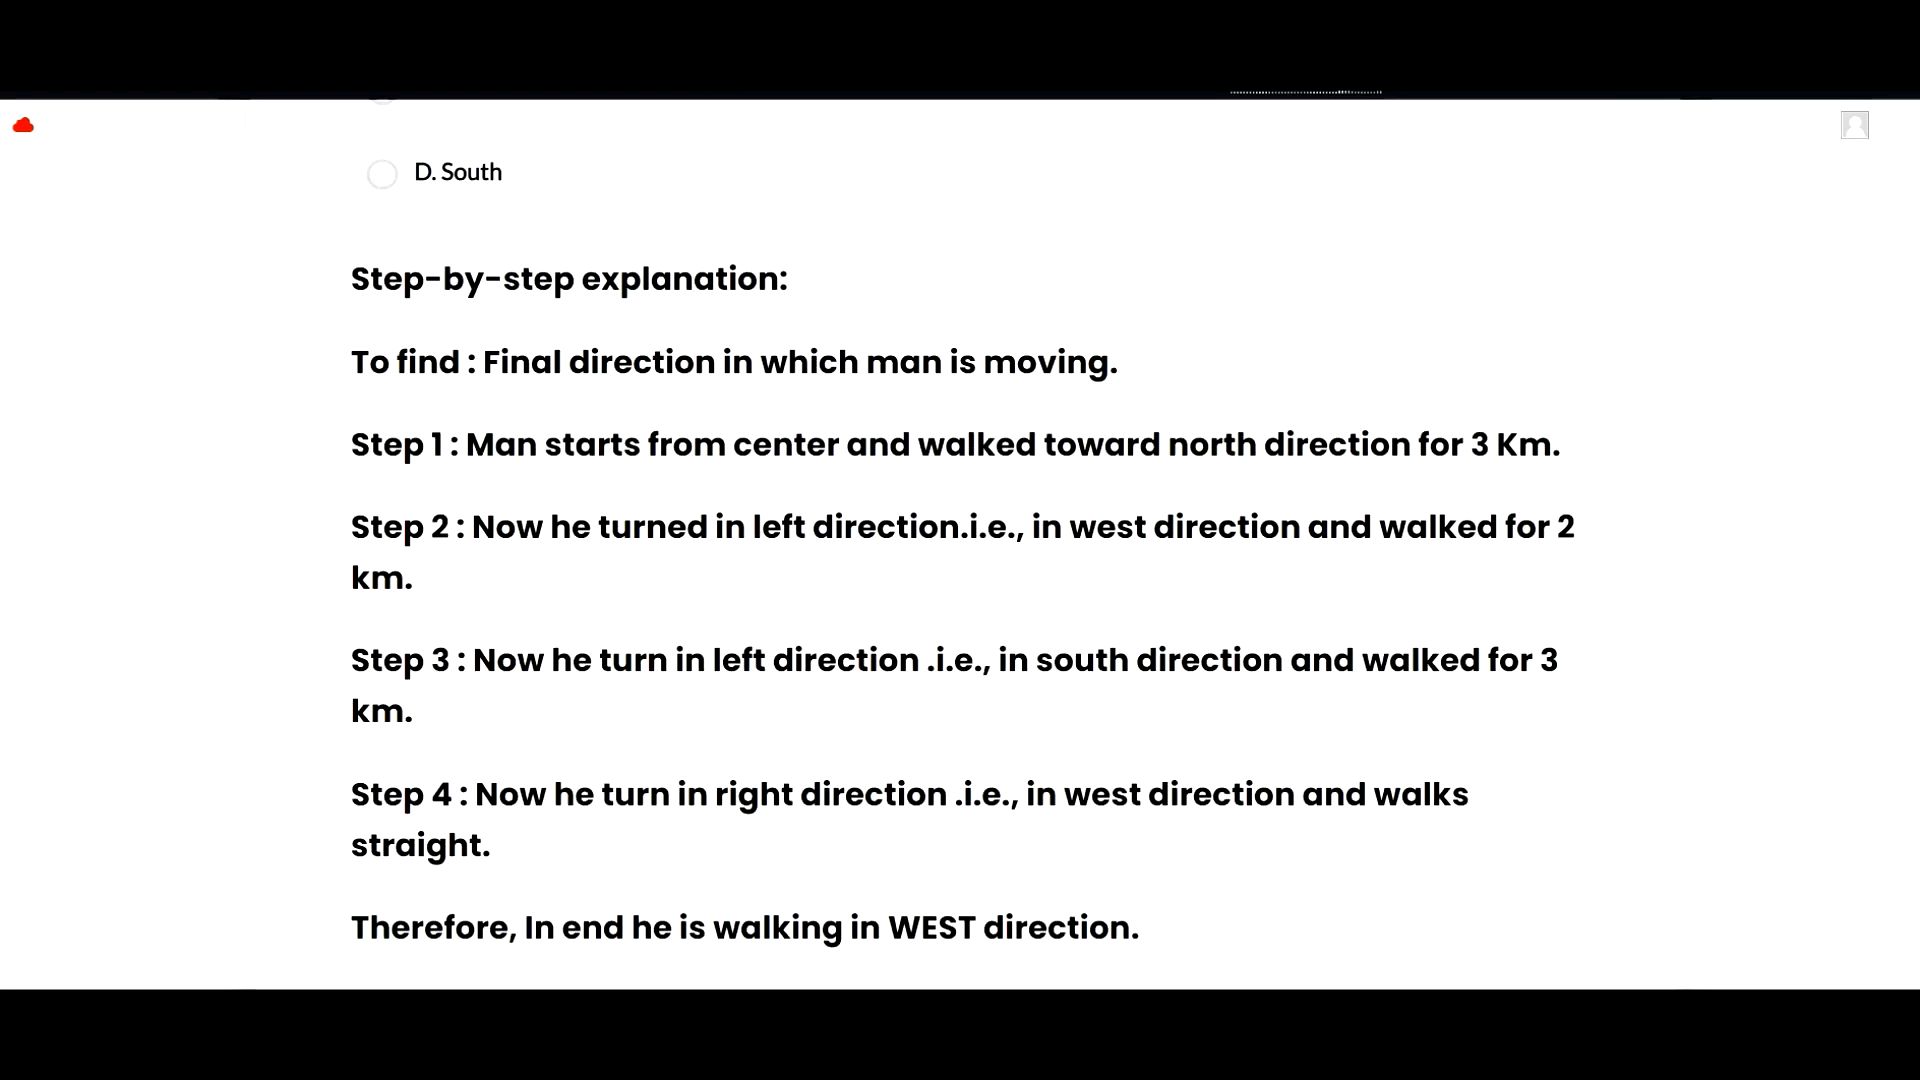 D. South
Step-by-step explanation:
To find : Final direction in which man is moving.
Step 1 : Man starts from center and walked toward north direction for 3 Km.
Step 2 : Now he turned in left direction.i.e., in west direction and walked for 2
km.
Step 3 : Now he turn in left direction .i.e., in south direction and walked for 3
km.
Step 4 : Now he turn in right direction .i.e., in west direction and walks
straight.
Therefore, In end he is walking in WEST direction.